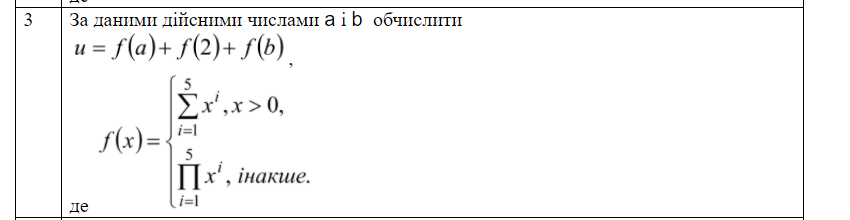 3 За даними дійсними числами a і b обчислити
u = f(a)+ f(2)+ f(b) ,
f(x)= { ∑_{i=1}^{5} x^i , x > 0,
∏_{i=1}^{5} x^i , інакше.
де